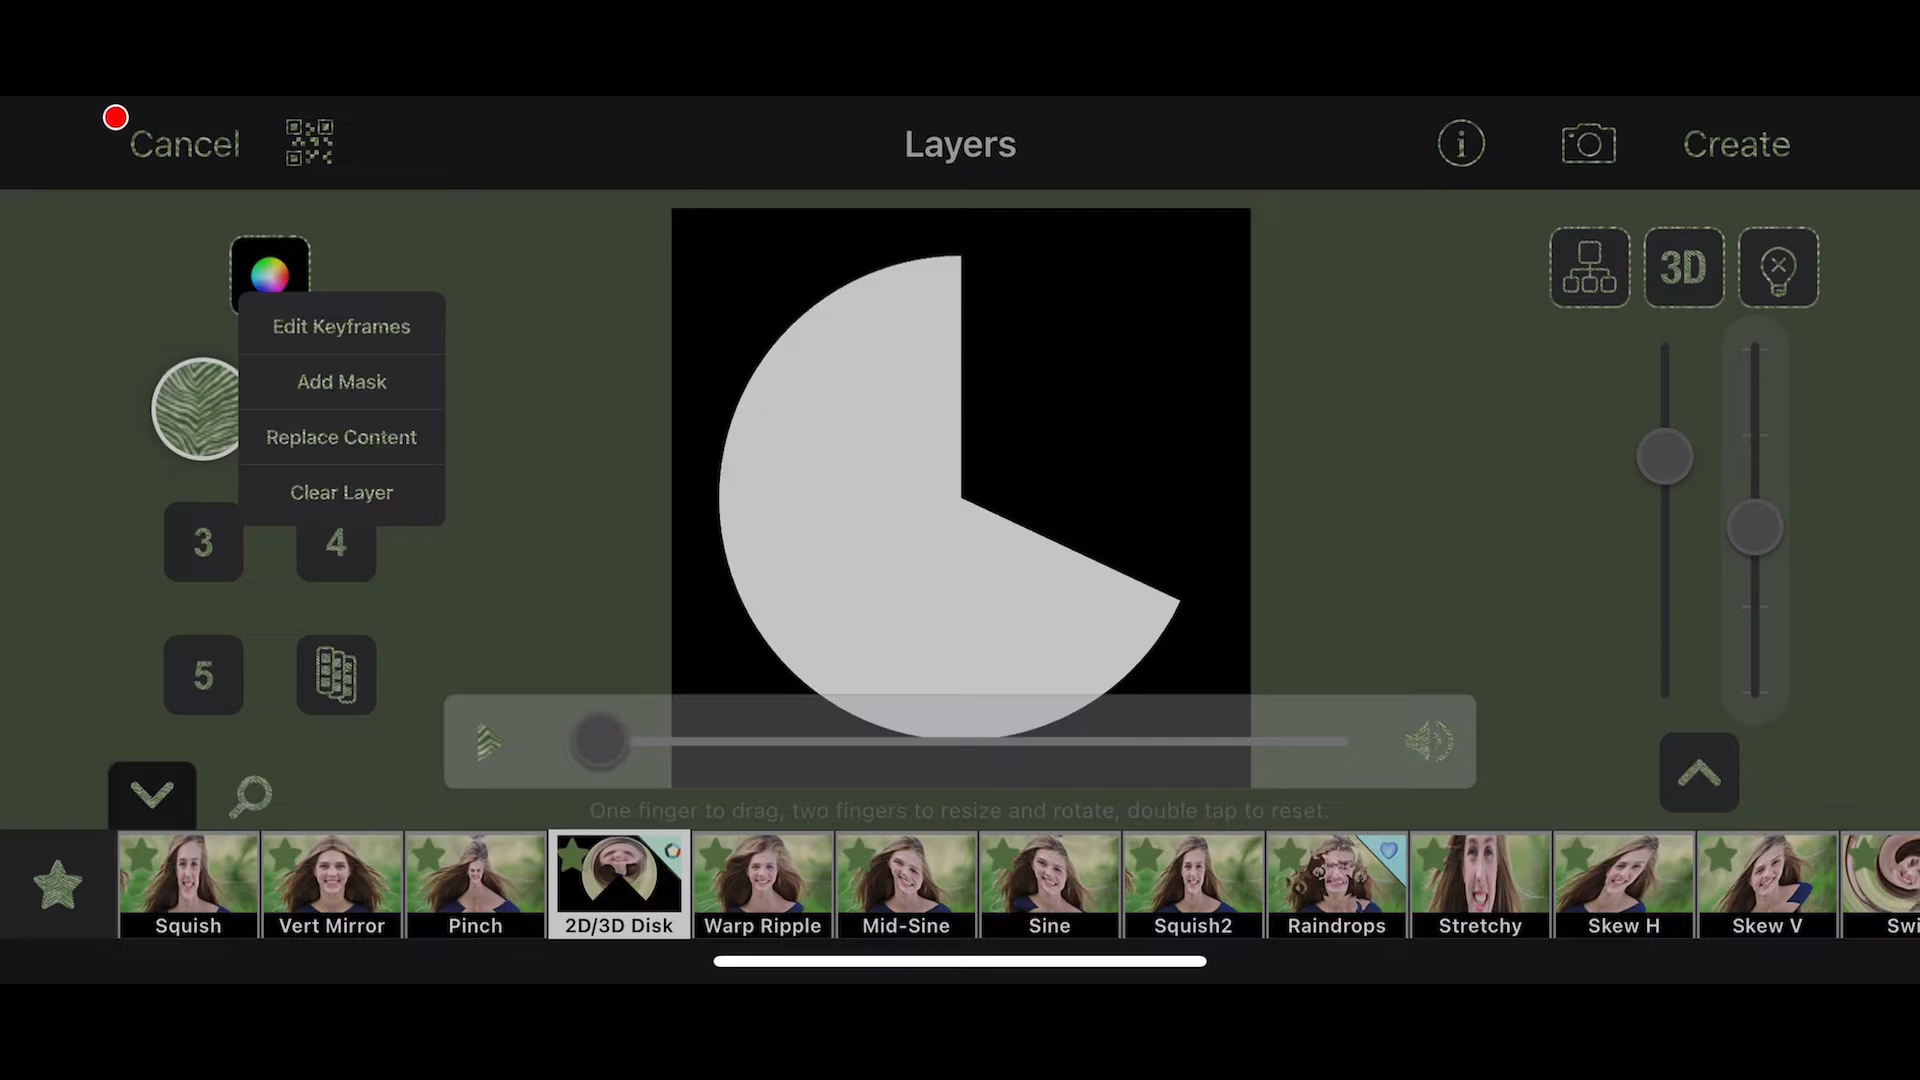 Cancel
Layers
i
Create
3D
Edit Keyframes
Add Mask
Replace Content
Clear Layer
3
4
5
One finger to drag, two fingers to resize and rotate, double tap to reset.
Squish
Vert Mirror
Pinch
2D/3D Disk
Warp Ripple
Mid-Sine
Sine
Squish2
Raindrops
Stretchy
Skew H
Skew V
Swi